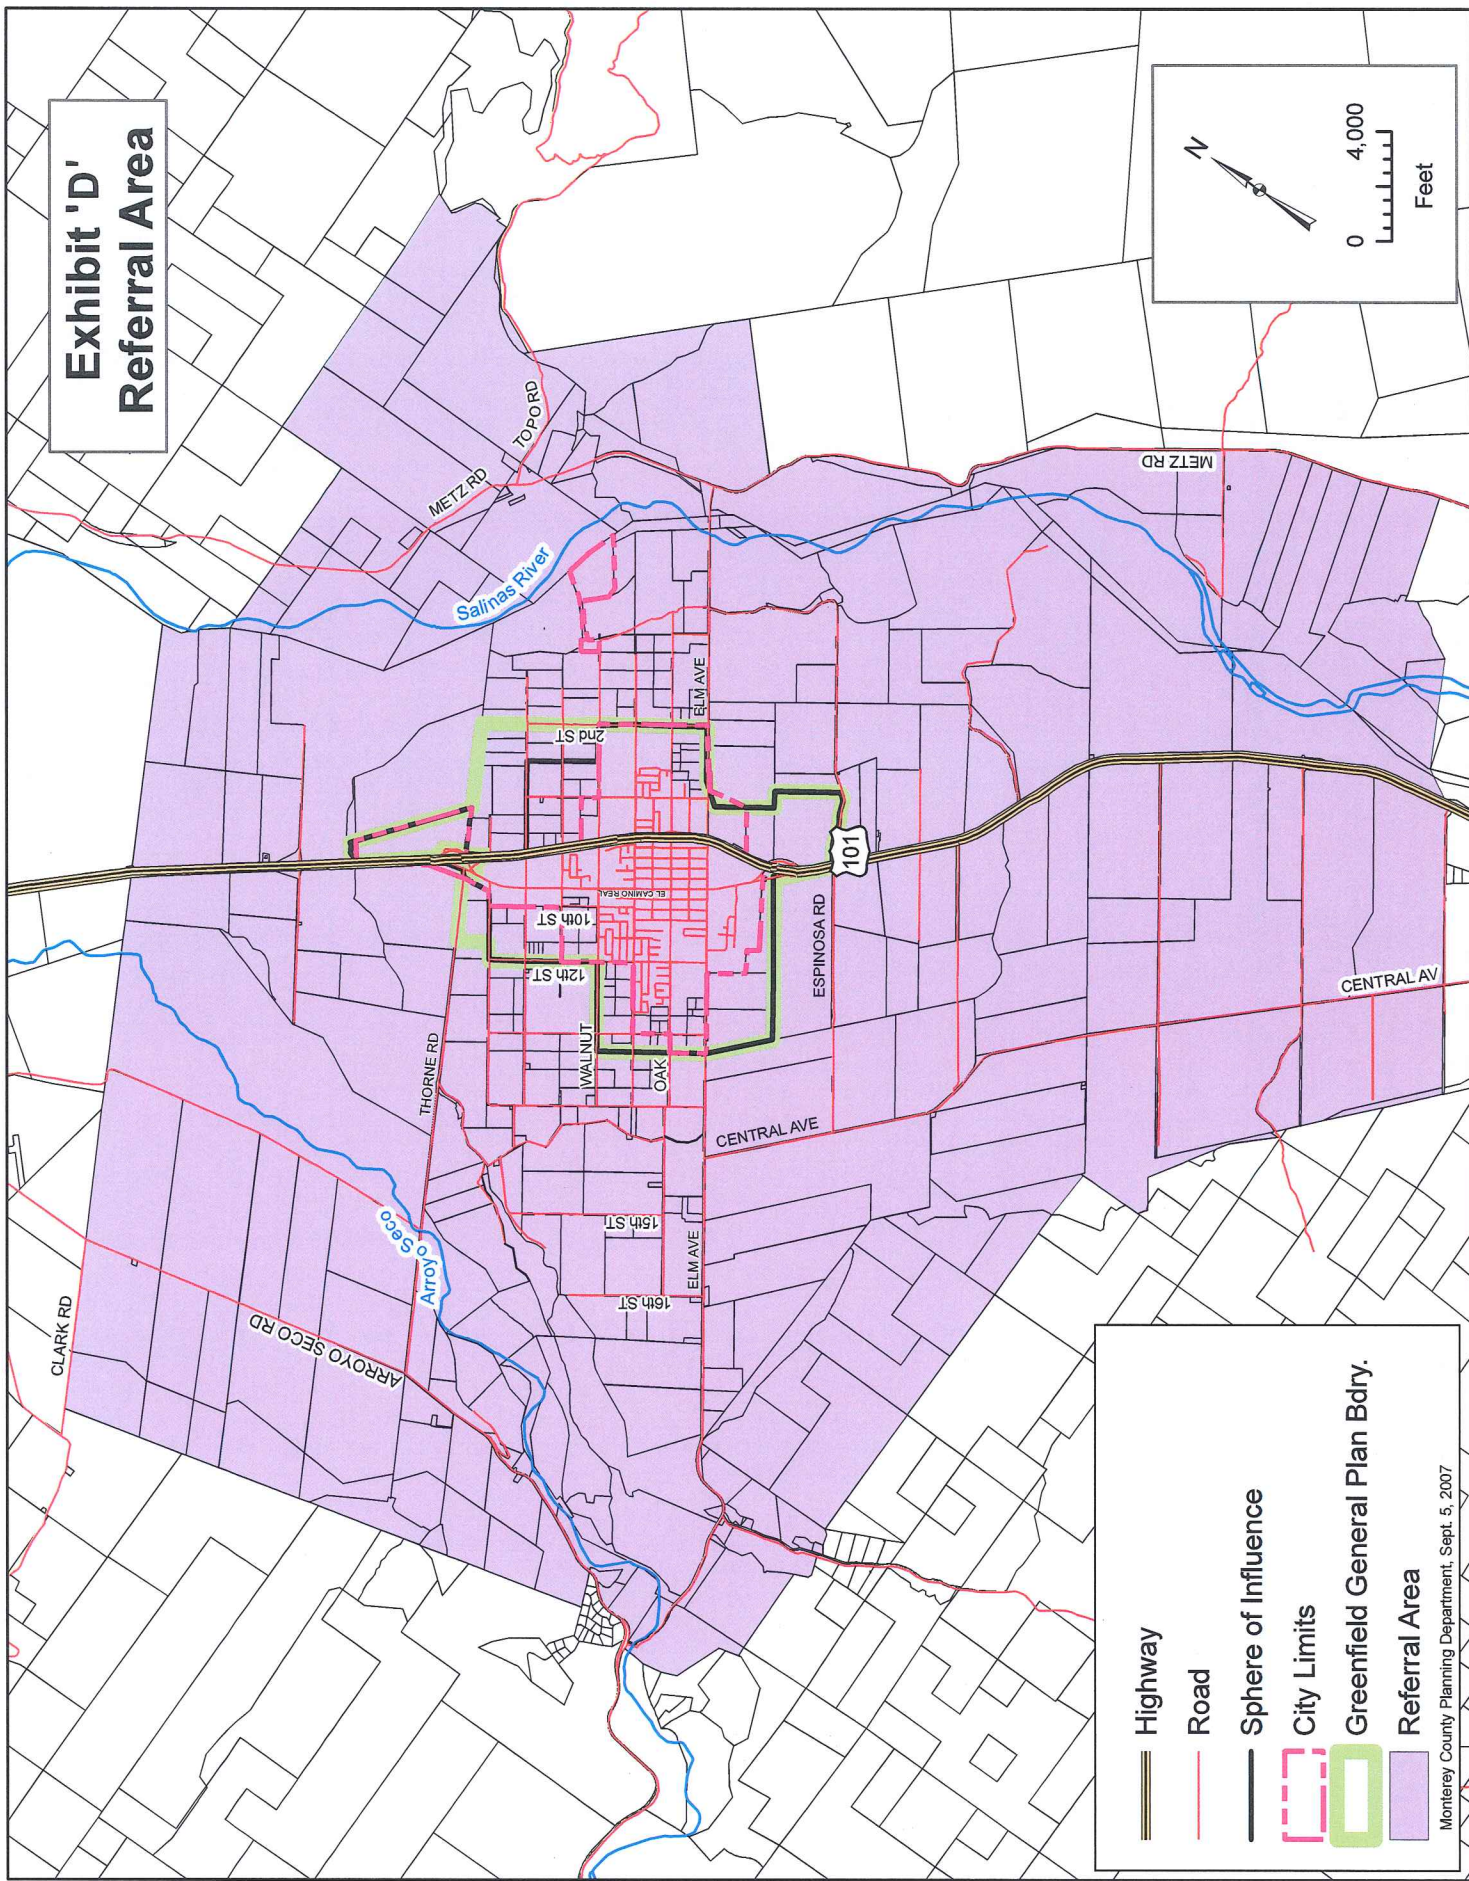 Exhibit 'D'
Referral Area
N
0 4,000
Feet
TOPO RD
METZ RD
METZ RD
Salinas River
ELM AVE
2nd ST
101
EL CAMINO REAL
10th ST
12th ST
ESPINOSA RD
CENTRAL AV
WALNUT
OAK
THORNE RD
CENTRAL AVE
15th ST
ELM AVE
16th ST
Arroyo Seco
CLARK RD
ARROYO SECO RD
Highway
Road
Sphere of Influence
City Limits
Greenfield General Plan Bdry.
Referral Area
Monterey County Planning Department, Sept. 5, 2007